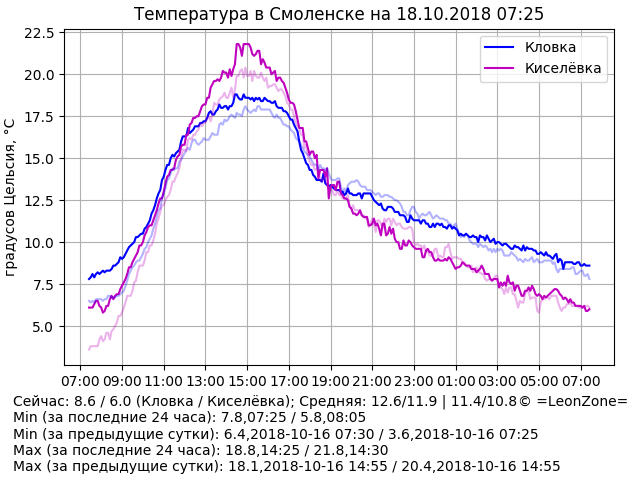 Температура в Смоленске на 18.10.2018 07:25
градусов Цельсия, °C
22.5
20.0
17.5
15.0
12.5
10.0
7.5
5.0
Кловка
Киселёвка
07:00 09:00 11:00 13:00 15:00 17:00 19:00 21:00 23:00 01:00 03:00 05:00 07:00
Сейчас: 8.6 / 6.0 (Кловка / Киселёвка); Средняя: 12.6/11.9 | 11.4/10.8© =LeonZone=
Min (за последние 24 часа): 7.8,07:25 / 5.8,08:05
Min (за предыдущие сутки): 6.4,2018-10-16 07:30 / 3.6,2018-10-16 07:25
Max (за последние 24 часа): 18.8,14:25 / 21.8,14:30
Max (за предыдущие сутки): 18.1,2018-10-16 14:55 / 20.4,2018-10-16 14:55